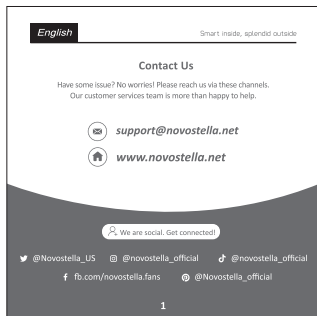 English
Smart inside, splendid outside
Contact Us
Have some issue? No worries! Please reach us via these channels.
Our customer services team is more than happy to help.
support@novostella.net
www.novostella.net
We are social. Get connected!
@Novostella_US @novostella_official @novostella_official
fb.com/novostella.fans @Novostella_official
1